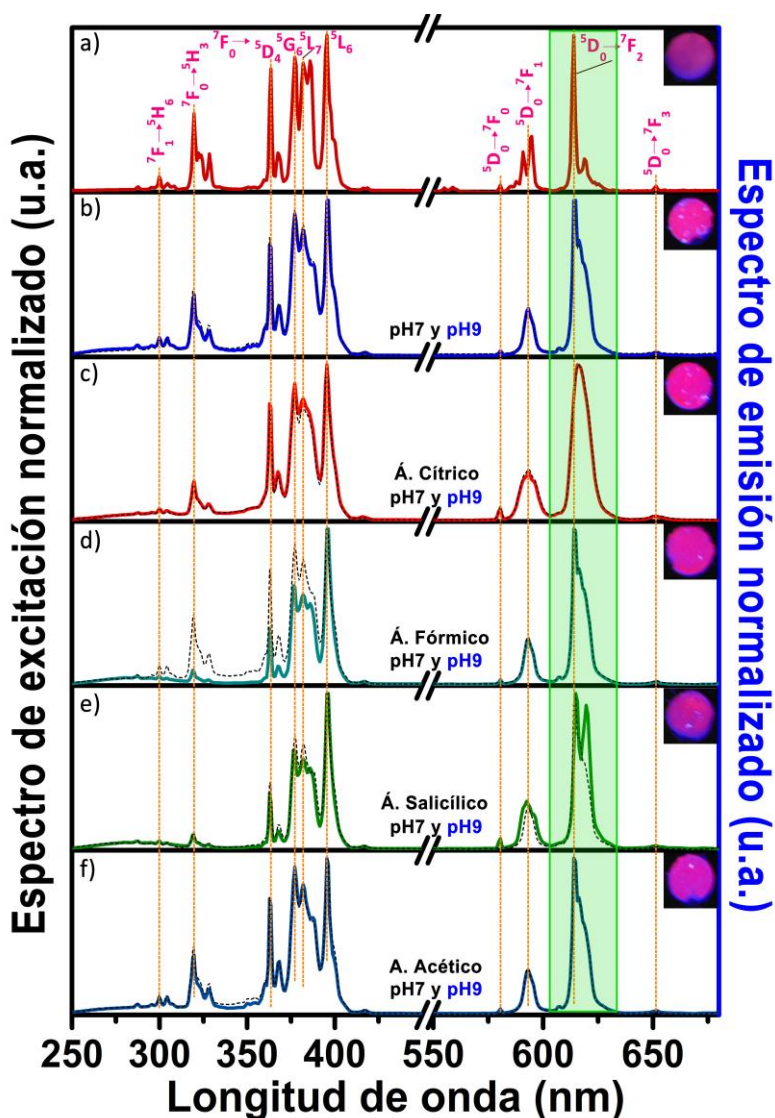 Espectro de excitación normalizado (u.a.)
Espectro de emisión normalizado (u.a.)
a)
⁷F₁→⁵H₆
⁷F₀→⁵H₃
⁷F₀→⁵D₄ ⁵G₆ ⁵L₇ ⁵L₆
⁵D₀→⁷F₀
⁵D₀→⁷F₁
⁵D₀→⁷F₂
⁵D₀→⁷F₃
b)
pH7 y pH9
c)
Á. Cítrico
pH7 y pH9
d)
Á. Fórmico
pH7 y pH9
e)
Á. Salicílico
pH7 y pH9
f)
A. Acético
pH7 y pH9
250 300 350 400 550 600 650
Longitud de onda (nm)